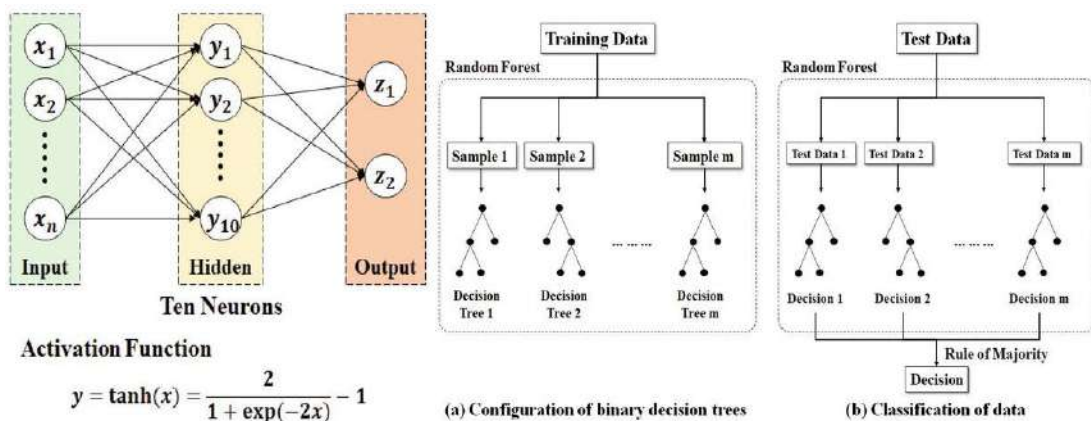 x₁
x₂
xₙ
Input
y₁
y₂
y₁₀
Hidden
z₁
z₂
Output
Ten Neurons
Activation Function
y = tanh(x) = 2 / (1 + exp(−2x)) − 1
Training Data
Random Forest
Sample 1 Sample 2 Sample m
... ... ...
Decision Tree 1
Decision Tree 2
Decision Tree m
(a) Configuration of binary decision trees
Test Data
Random Forest
Test Data 1 Test Data 2 Test Data m
... ... ...
Decision 1 Decision 2 Decision m
Rule of Majority
Decision
(b) Classification of data